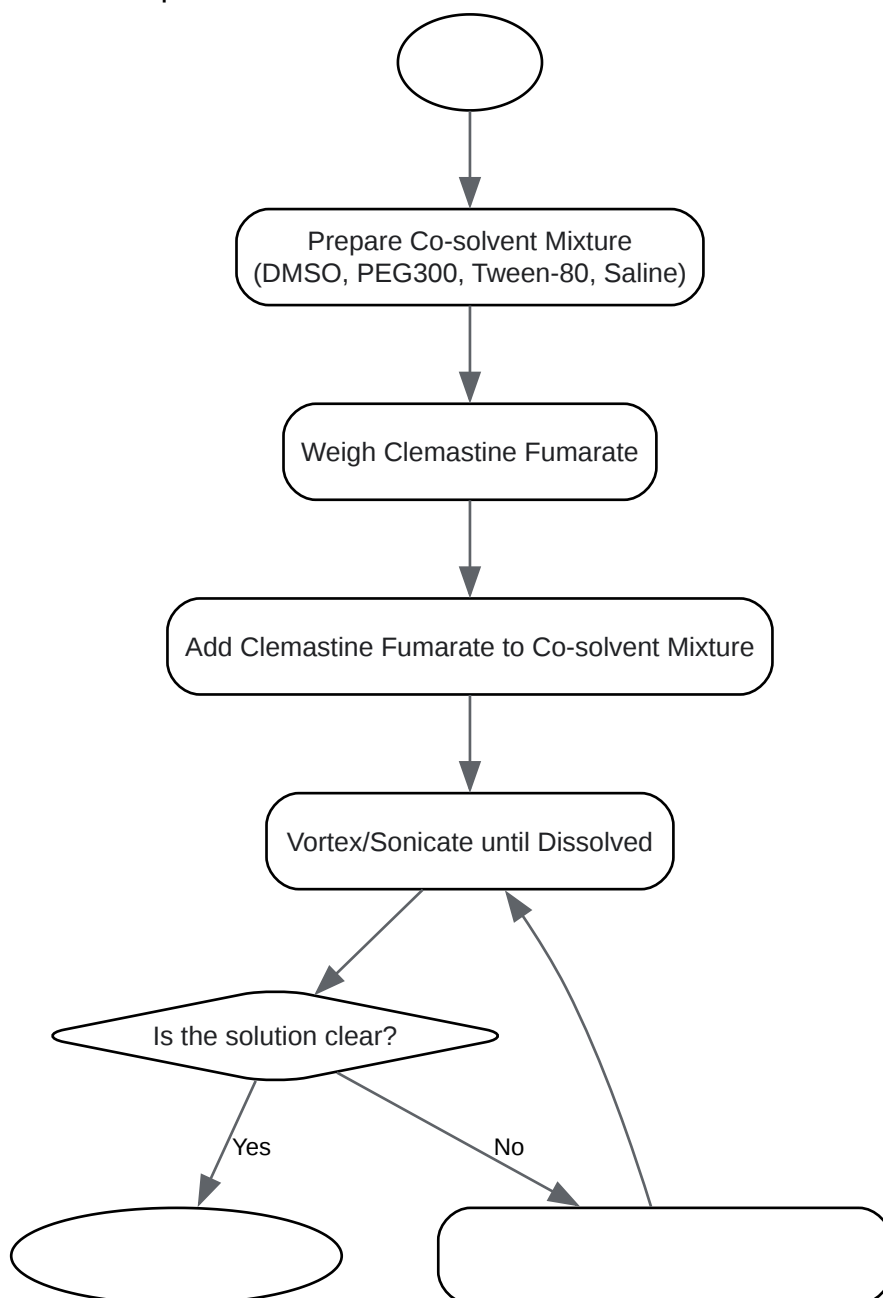 Prepare Co-solvent Mixture
(DMSO, PEG300, Tween-80, Saline)
Weigh Clemastine Fumarate
Add Clemastine Fumarate to Co-solvent Mixture
Vortex/Sonicate until Dissolved
Is the solution clear?
Yes
No